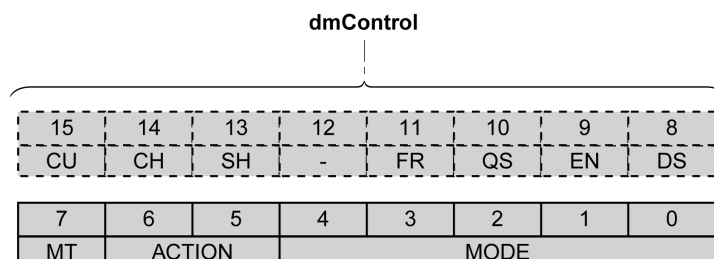 dmControl
15 14 13 12 11 10 9 8
CU CH SH - FR QS EN DS
7 6 5 4 3 2 1 0
MT ACTION MODE